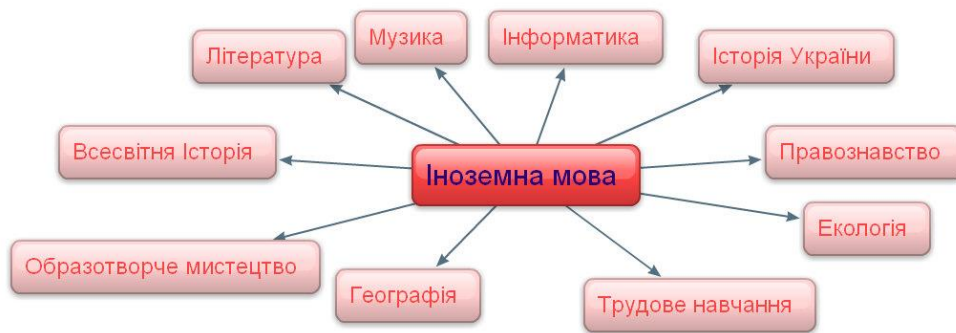 Музика
Інформатика
Література
Історія України
Всесвітня Історія
Іноземна мова
Правознавство
Екологія
Образотворче мистецтво
Географія
Трудове навчання